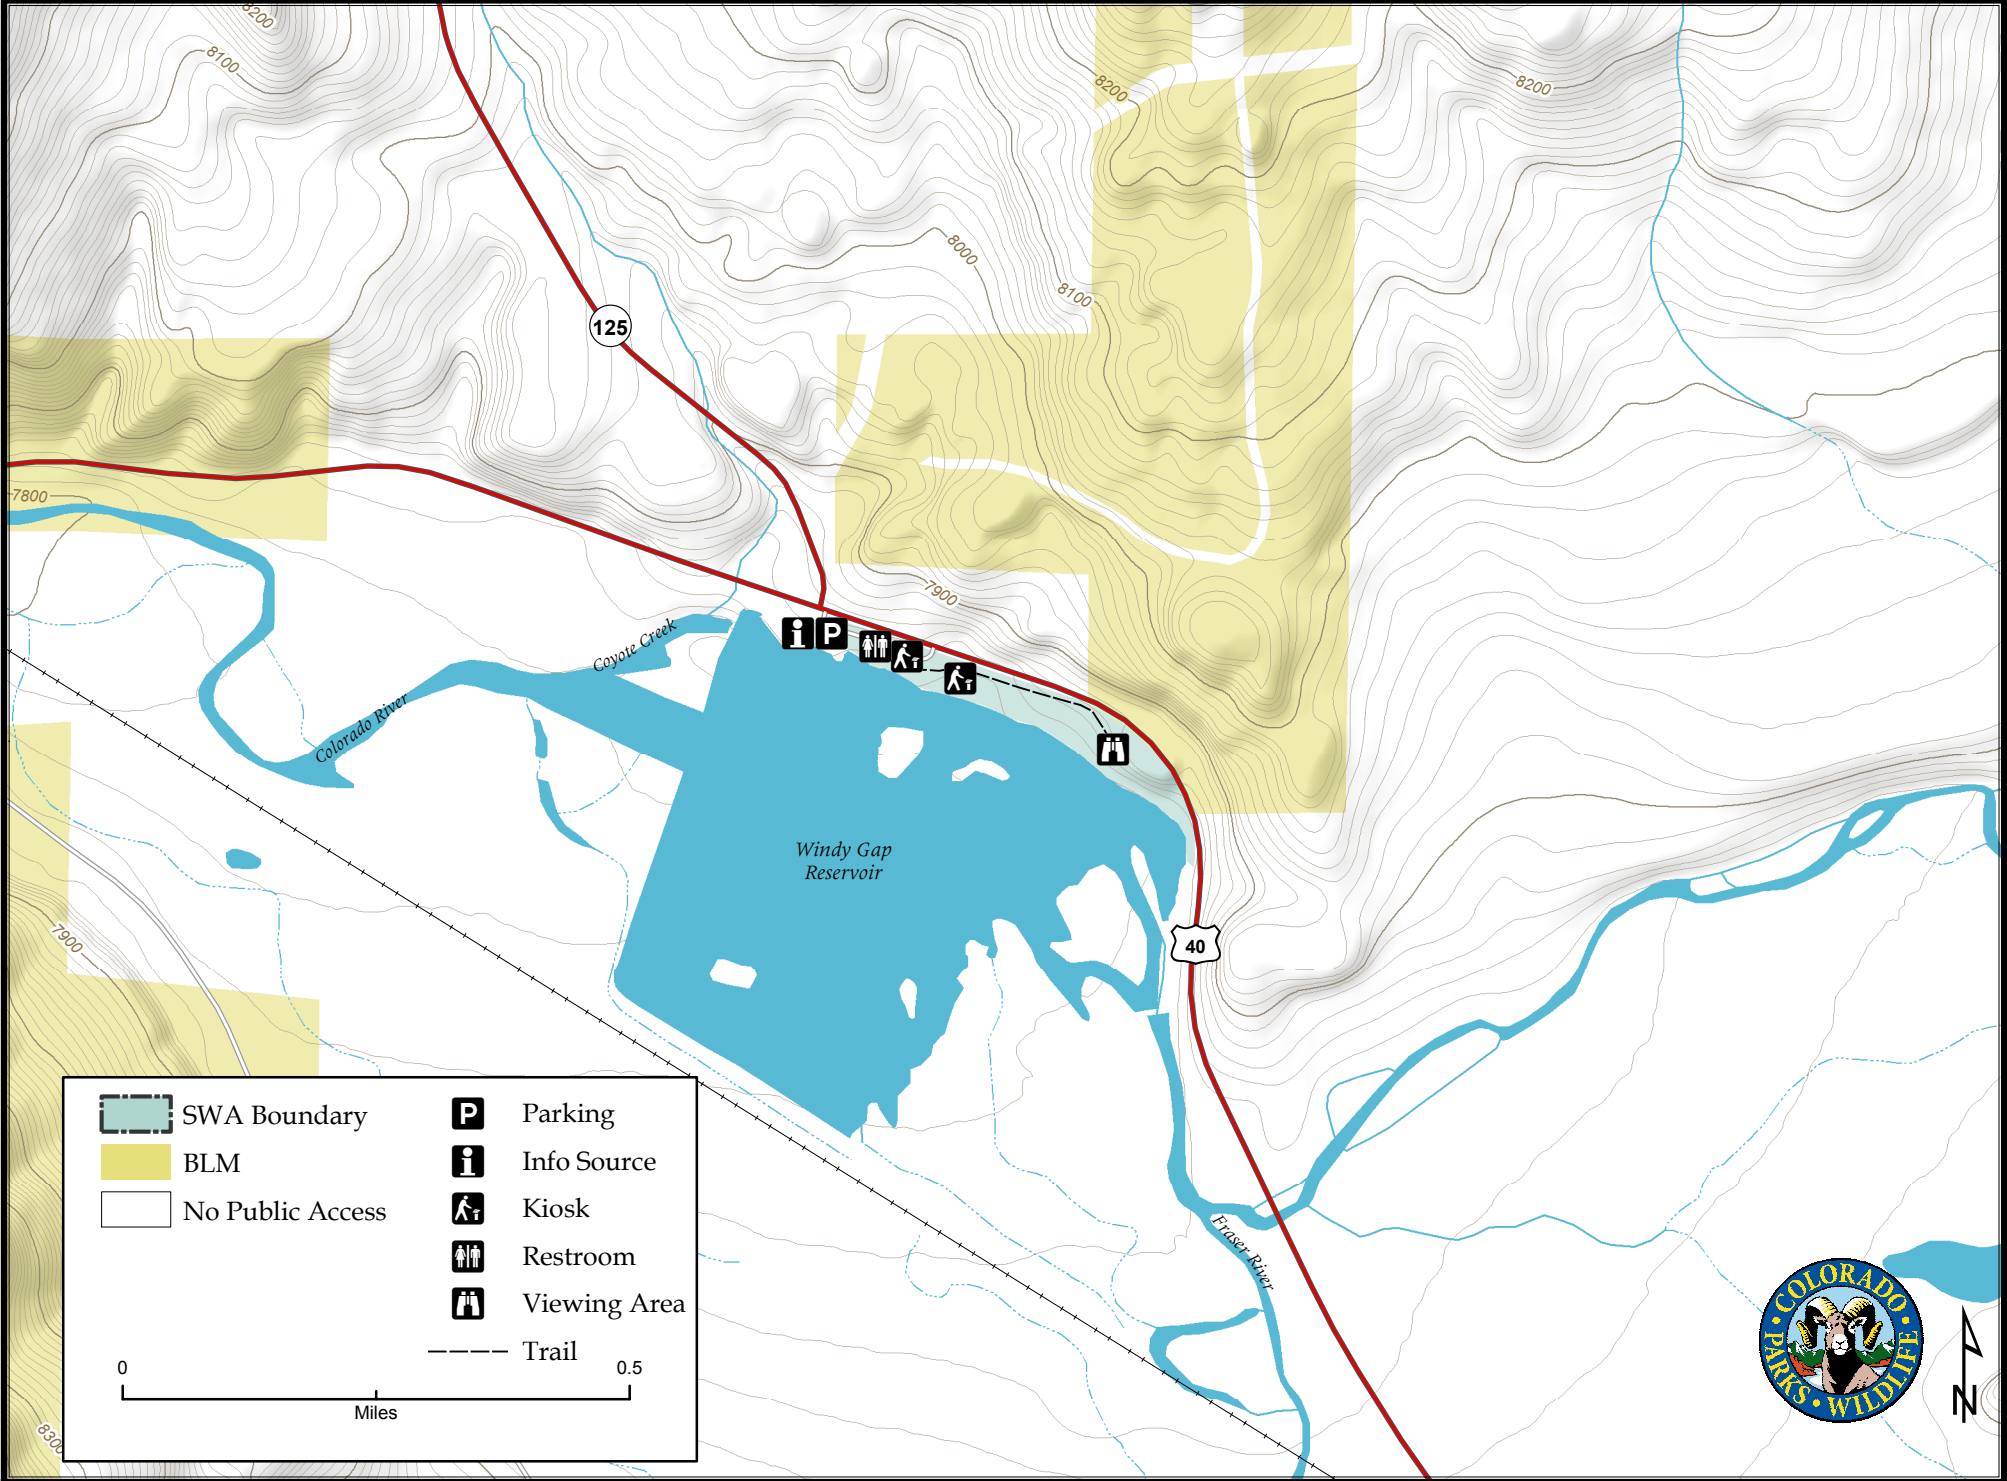 8200
8100
8200
8200
8000
8100
125
7800
7900
Coyote Creek
P
Colorado River
Windy Gap
Reservoir
7900
40
SWA Boundary
BLM
No Public Access
P Parking
Info Source
Kiosk
Restroom
Viewing Area
Trail
0 0.5
Miles
Fraser River
8300
COLORADO
PARKS • WILDLIFE
N